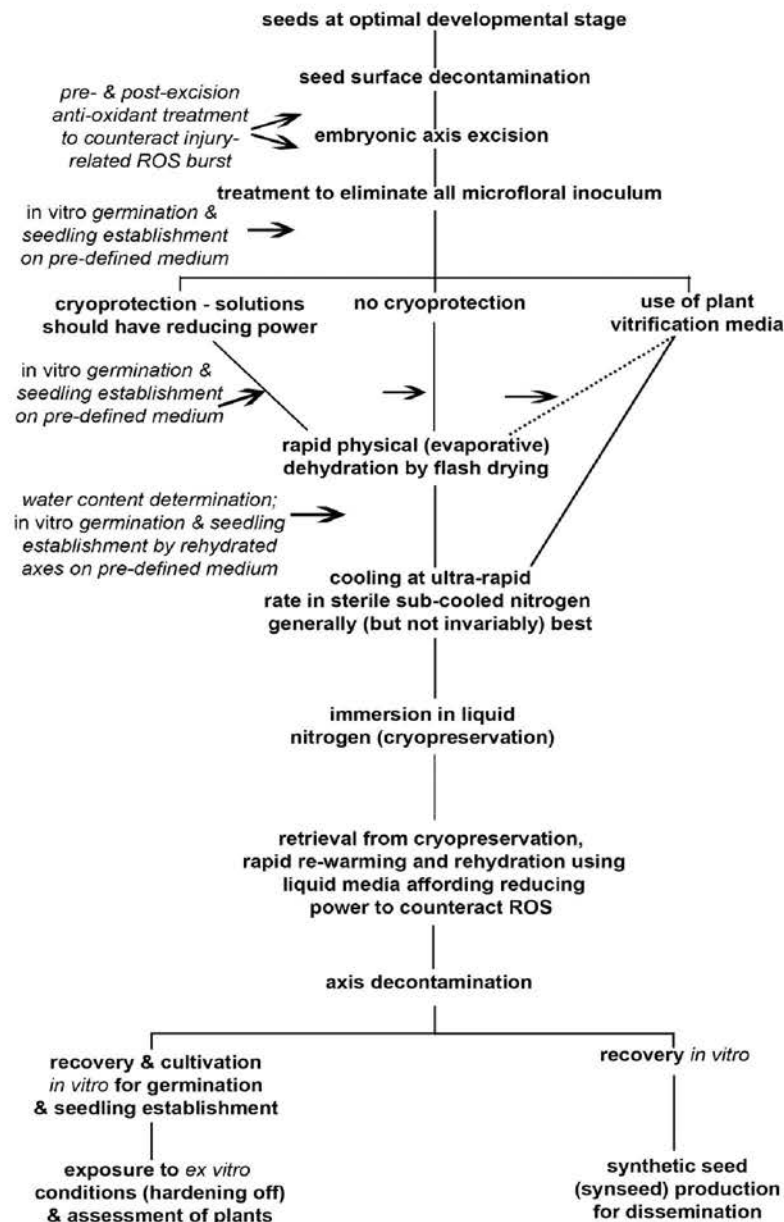 seeds at optimal developmental stage
seed surface decontamination
pre- & post-excision
anti-oxidant treatment
to counteract injury-
related ROS burst
embryonic axis excision
treatment to eliminate all microfloral inoculum
in vitro germination &
seedling establishment
on pre-defined medium
cryoprotection - solutions
should have reducing power
no cryoprotection
use of plant
vitrification media
in vitro germination &
seedling establishment
on pre-defined medium
rapid physical (evaporative)
dehydration by flash drying
water content determination;
in vitro germination & seedling
establishment by rehydrated
axes on pre-defined medium
cooling at ultra-rapid
rate in sterile sub-cooled nitrogen
generally (but not invariably) best
immersion in liquid
nitrogen (cryopreservation)
retrieval from cryopreservation,
rapid re-warming and rehydration using
liquid media affording reducing
power to counteract ROS
axis decontamination
recovery & cultivation
in vitro for germination
& seedling establishment
recovery in vitro
exposure to ex vitro
conditions (hardening off)
& assessment of plants
synthetic seed
(synseed) production
for dissemination